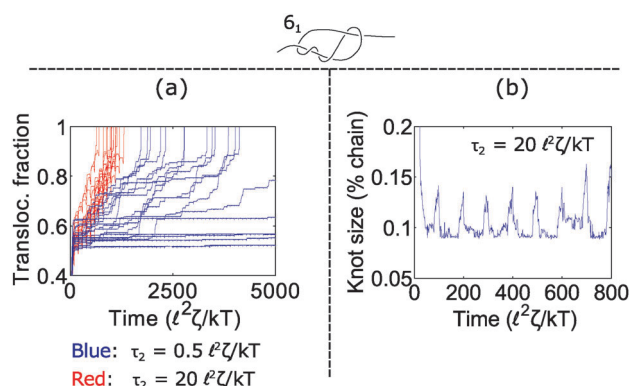 6₁
(a)
(b)
Transloc. fraction
1
0.8
0.6
0.4
0
2500
5000
Time (ℓ²ζ/kT)
Blue: τ₂ = 0.5 ℓ²ζ/kT
Red: τ₂ = 20 ℓ²ζ/kT
Knot size (% chain)
0.2
0.15
0.1
0.05
τ₂ = 20 ℓ²ζ/kT
0
200
400
600
800
Time (ℓ²ζ/kT)